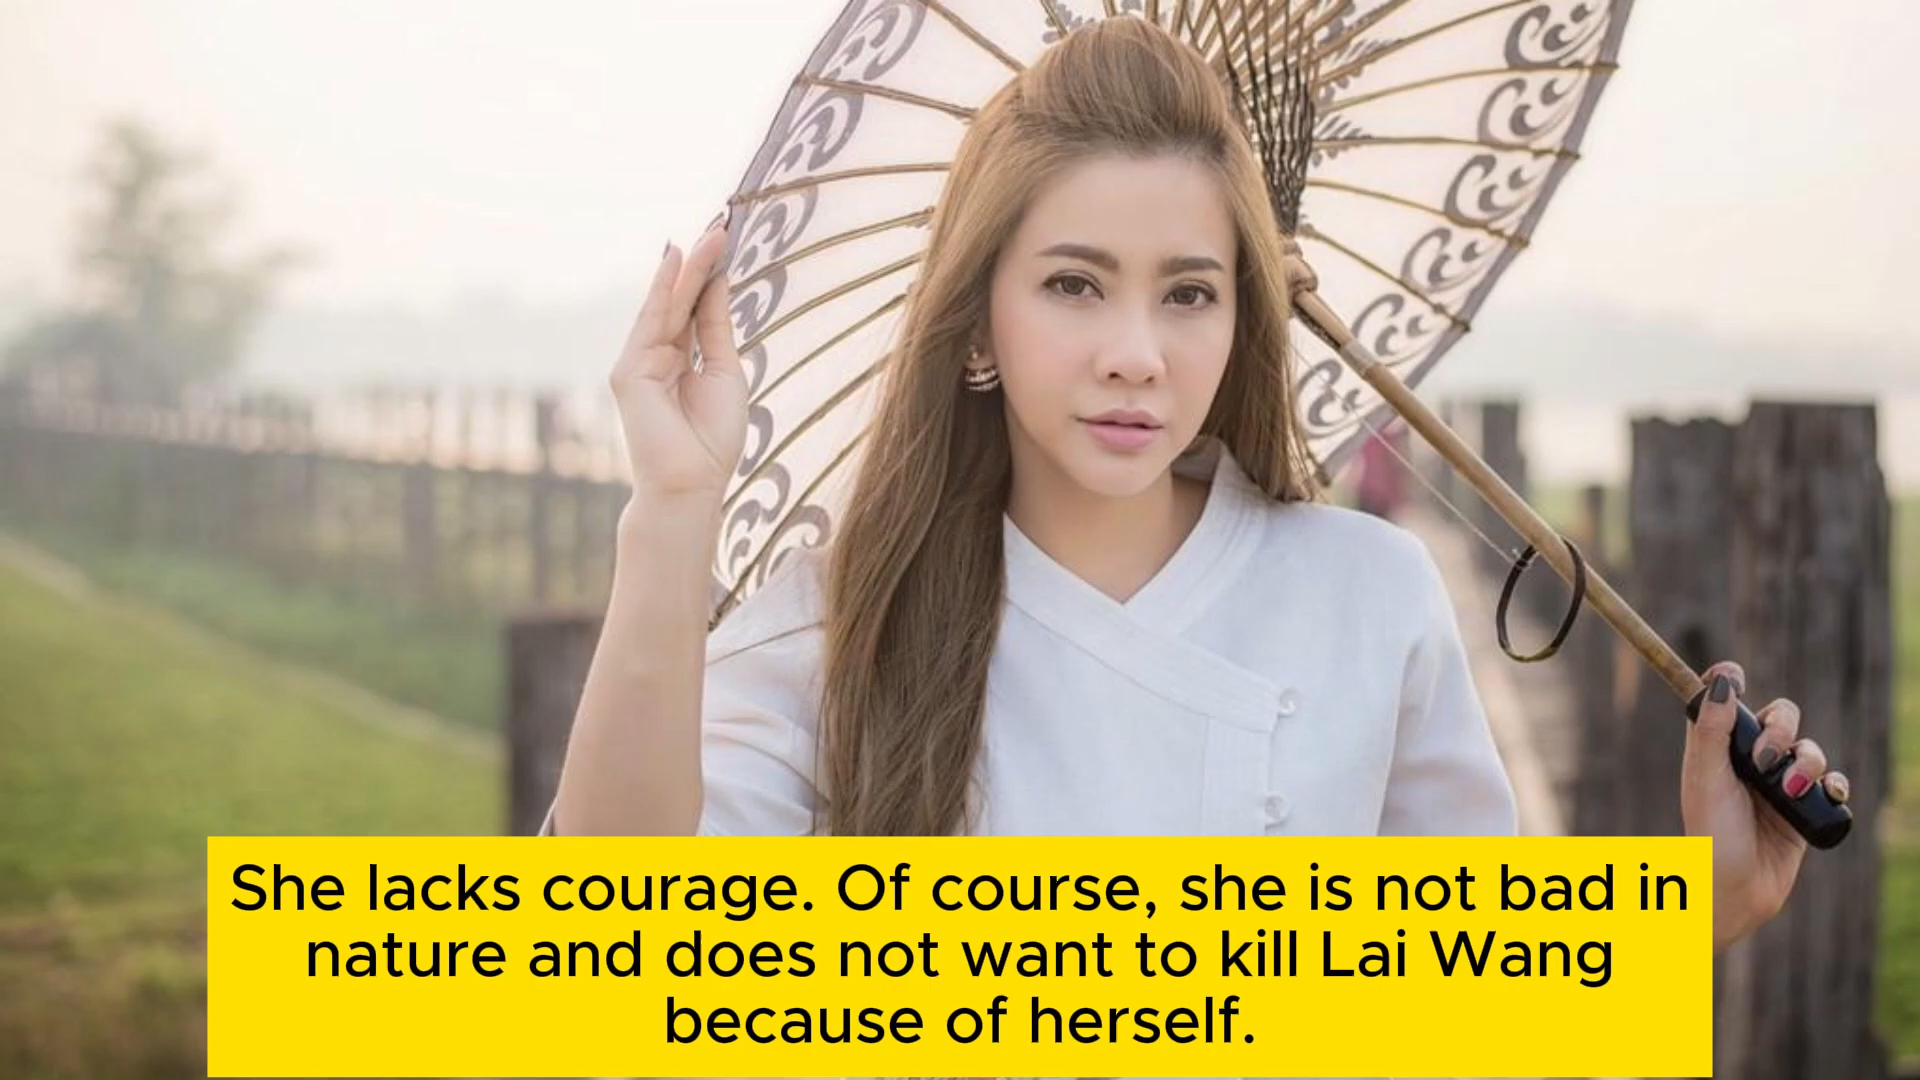 She lacks courage. Of course, she is not bad in
nature and does not want to kill Lai Wang
because of herself.